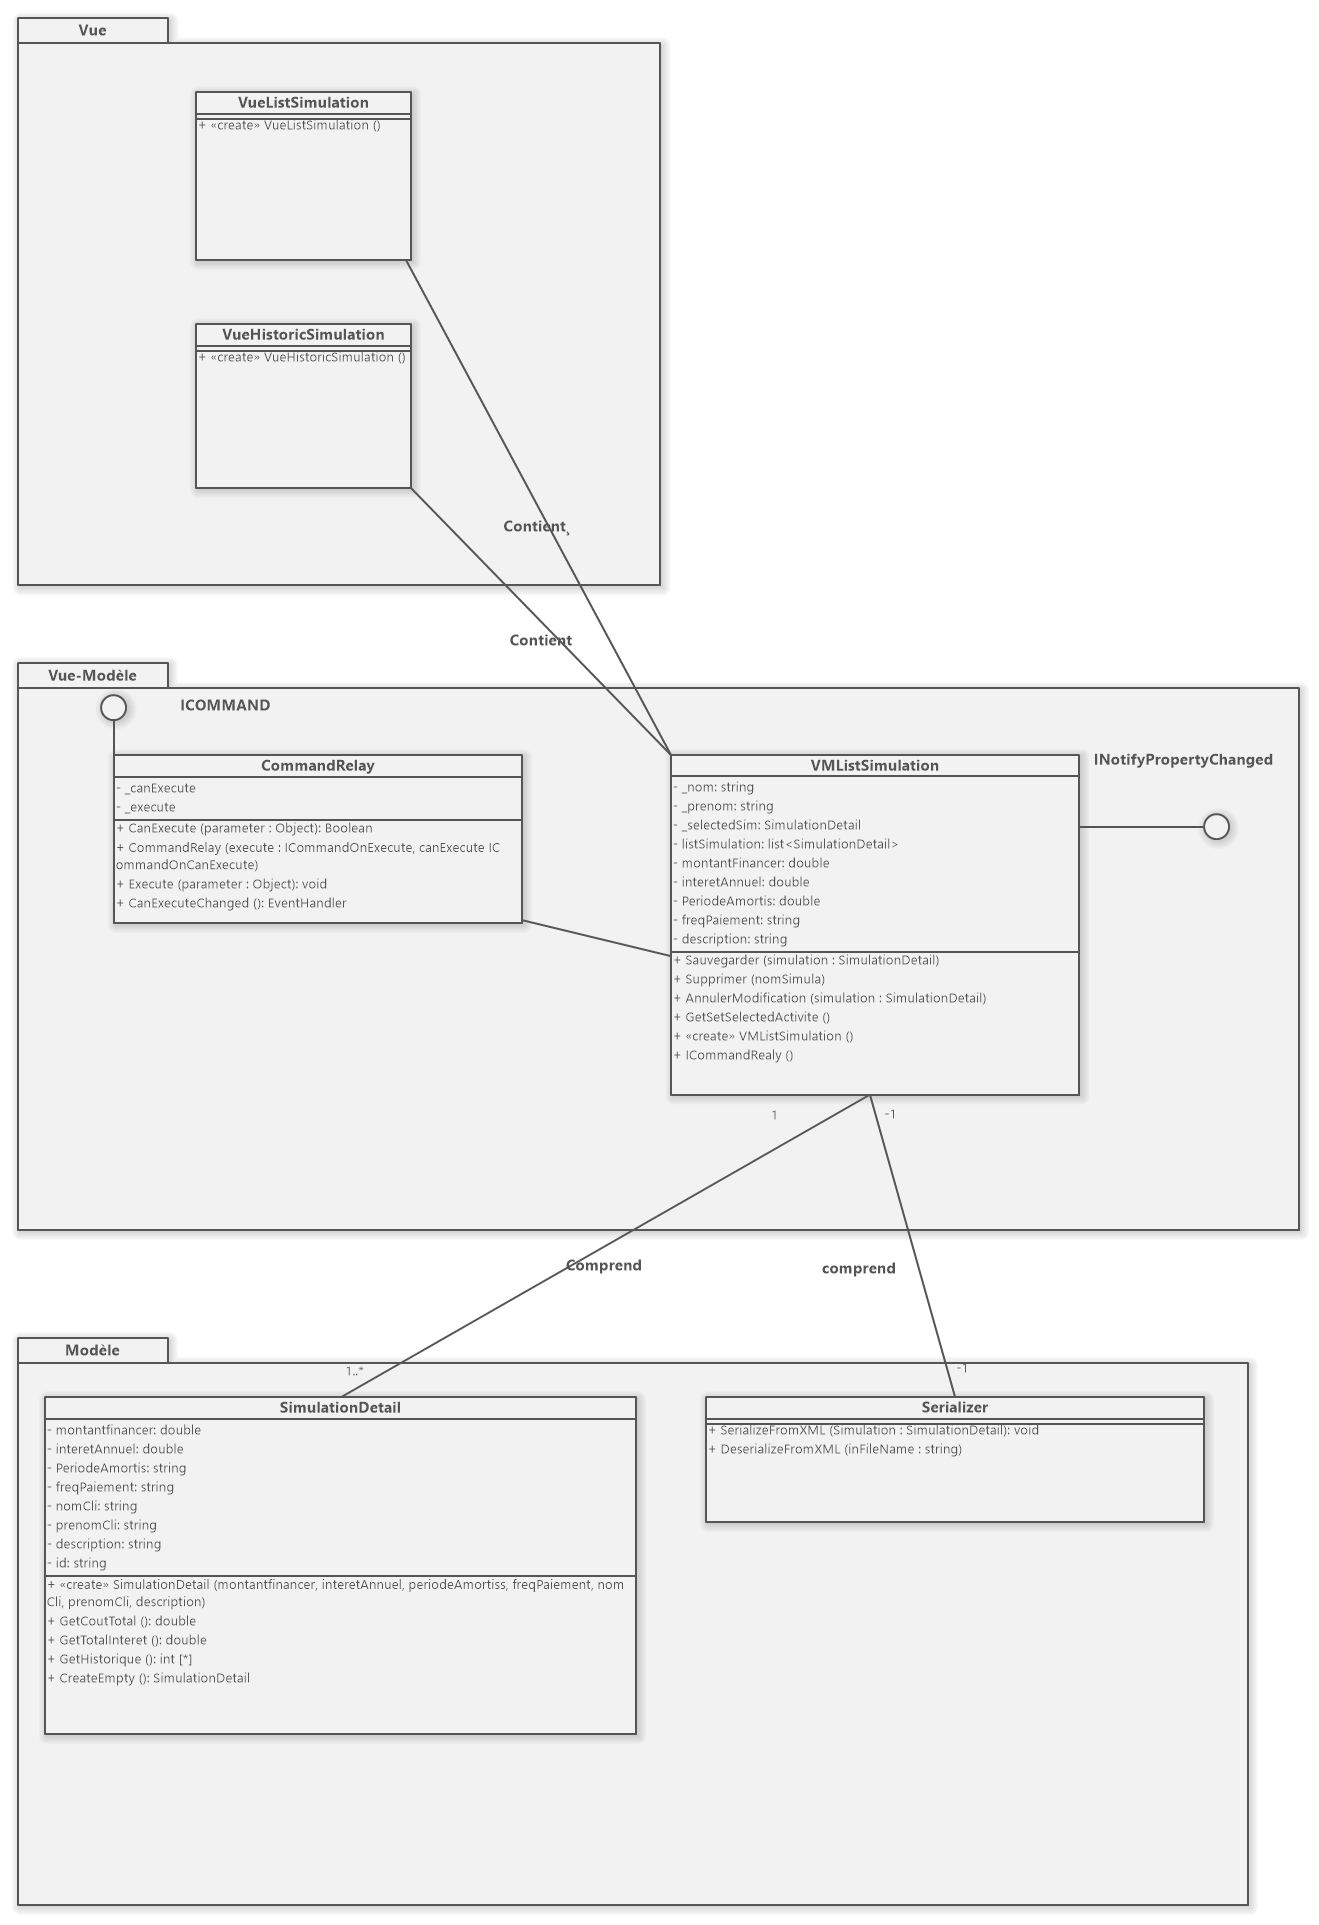 Vue
VueListSimulation
+ «create» VueListSimulation ()
VueHistoricSimulation
+ «create» VueHistoricSimulation ()
Contient¸
Contient
Vue-Modèle
ICOMMAND
CommandRelay
- _canExecute
- _execute
+ CanExecute (parameter : Object): Boolean
+ CommandRelay (execute : ICommandOnExecute, canExecute IC
ommandOnCanExecute)
+ Execute (parameter : Object): void
+ CanExecuteChanged (): EventHandler
VMListSimulation
- _nom: string
- _prenom: string
- _selectedSim: SimulationDetail
- listSimulation: list<SimulationDetail>
- montantFinancer: double
- interetAnnuel: double
- PeriodeAmortis: double
- freqPaiement: string
- description: string
+ Sauvegarder (simulation : SimulationDetail)
+ Supprimer (nomSimula)
+ AnnulerModification (simulation : SimulationDetail)
+ GetSetSelectedActivite ()
+ «create» VMListSimulation ()
+ ICommandRealy ()
INotifyPropertyChanged
1
-1
Comprend
comprend
Modèle
1..*
-1
SimulationDetail
- montantfinancer: double
- interetAnnuel: double
- PeriodeAmortis: string
- freqPaiement: string
- nomCli: string
- prenomCli: string
- description: string
- id: string
+ «create» SimulationDetail (montantfinancer, interetAnnuel, periodeAmortiss, freqPaiement, nom
Cli, prenomCli, description)
+ GetCoutTotal (): double
+ GetTotalInteret (): double
+ GetHistorique (): int [*]
+ CreateEmpty (): SimulationDetail
Serializer
+ SerializeFromXML (Simulation : SimulationDetail): void
+ DeserializeFromXML (inFileName : string)